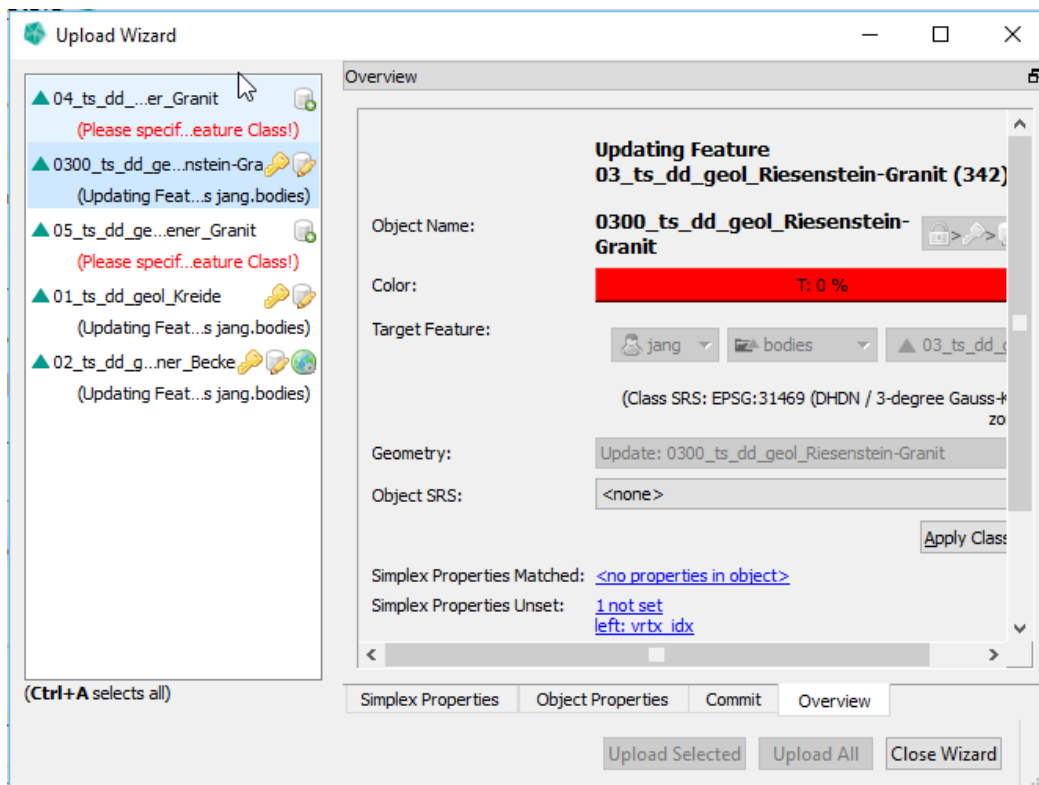 Upload Wizard
04_ts_dd_...er_Granit
(Please specif...eature Class!)
0300_ts_dd_ge...nstein-Gra
(Updating Feat...s jang.bodies)
05_ts_dd_ge...ener_Granit
(Please specif...eature Class!)
01_ts_dd_geol_Kreide
(Updating Feat...s jang.bodies)
02_ts_dd_g...ner_Becke
(Updating Feat...s jang.bodies)
(Ctrl+A selects all)
Overview
Updating Feature
03_ts_dd_geol_Riesenstein-Granit (342)
Object Name:
0300_ts_dd_geol_Riesenstein-
Granit
Color:
T: 0 %
Target Feature:
jang
bodies
03_ts_dd_g
(Class SRS: EPSG:31469 (DHDN / 3-degree Gauss-K
zo
Geometry:
Update: 0300_ts_dd_geol_Riesenstein-Granit
Object SRS:
<none>
Apply Class
Simplex Properties Matched: <no properties in object>
Simplex Properties Unset: 1 not set
left: vrtx_idx
Simplex Properties
Object Properties
Commit
Overview
Upload Selected
Upload All
Close Wizard